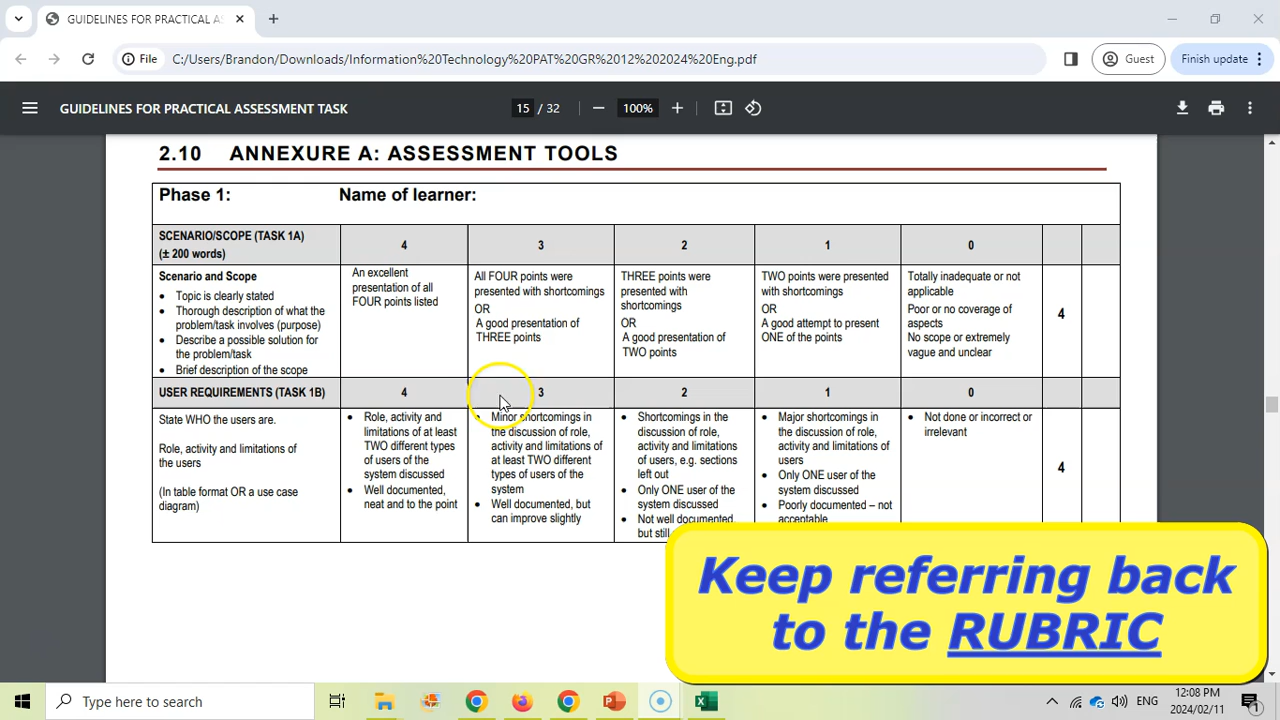 GUIDELINES FOR PRACTICAL AS
Finish update
File
C:/Users/Brandon/Downloads/Information%20Technology%20PAT%20GR%2012%202024%20Eng.pdf
Guest
GUIDELINES FOR PRACTICAL ASSESSMENT TASK
15 / 32
100%
2.10 ANNEXURE A: ASSESSMENT TOOLS
Phase 1: Name of learner:
SCENARIO/SCOPE (TASK 1A)
(± 200 words)
4
3
2
1
0
Scenario and Scope
• Topic is clearly stated
• Thorough description of what the
problem/task involves (purpose)
• Describe a possible solution for
the problem/task
• Brief description of the scope
An excellent
presentation of all
FOUR points listed
All FOUR points were
presented with shortcomings
OR
A good presentation of
THREE points
THREE points were
presented with
shortcomings
OR
A good presentation of
TWO points
TWO points were presented
with shortcomings
OR
A good attempt to present
ONE of the points
Totally inadequate or not
applicable
Poor or no coverage of
aspects
No scope or extremely
vague and unclear
4
USER REQUIREMENTS (TASK 1B)
4
3
2
1
0
State WHO the users are.
Role, activity and limitations of
the users
(In table format OR a use case
diagram)
• Role, activity and
limitations of at least
TWO different types
of users of the
system discussed
• Well documented,
neat and to the point
• Minor shortcomings in
the discussion of role,
activity and limitations of
at least TWO different
types of users of the
system
• Well documented, but
can improve slightly
• Shortcomings in the
discussion of role,
activity and limitations
of users, e.g. sections
left out
• Only ONE user of the
system discussed
• Not well documented,
but still
• Major shortcomings in
the discussion of role,
activity and limitations of
users
• Only ONE user of the
system discussed
• Poorly documented – not
acceptable
• Not done or incorrect or
irrelevant
4
Keep referring back
to the RUBRIC
Type here to search
ENG
12:08 PM
2024/02/11